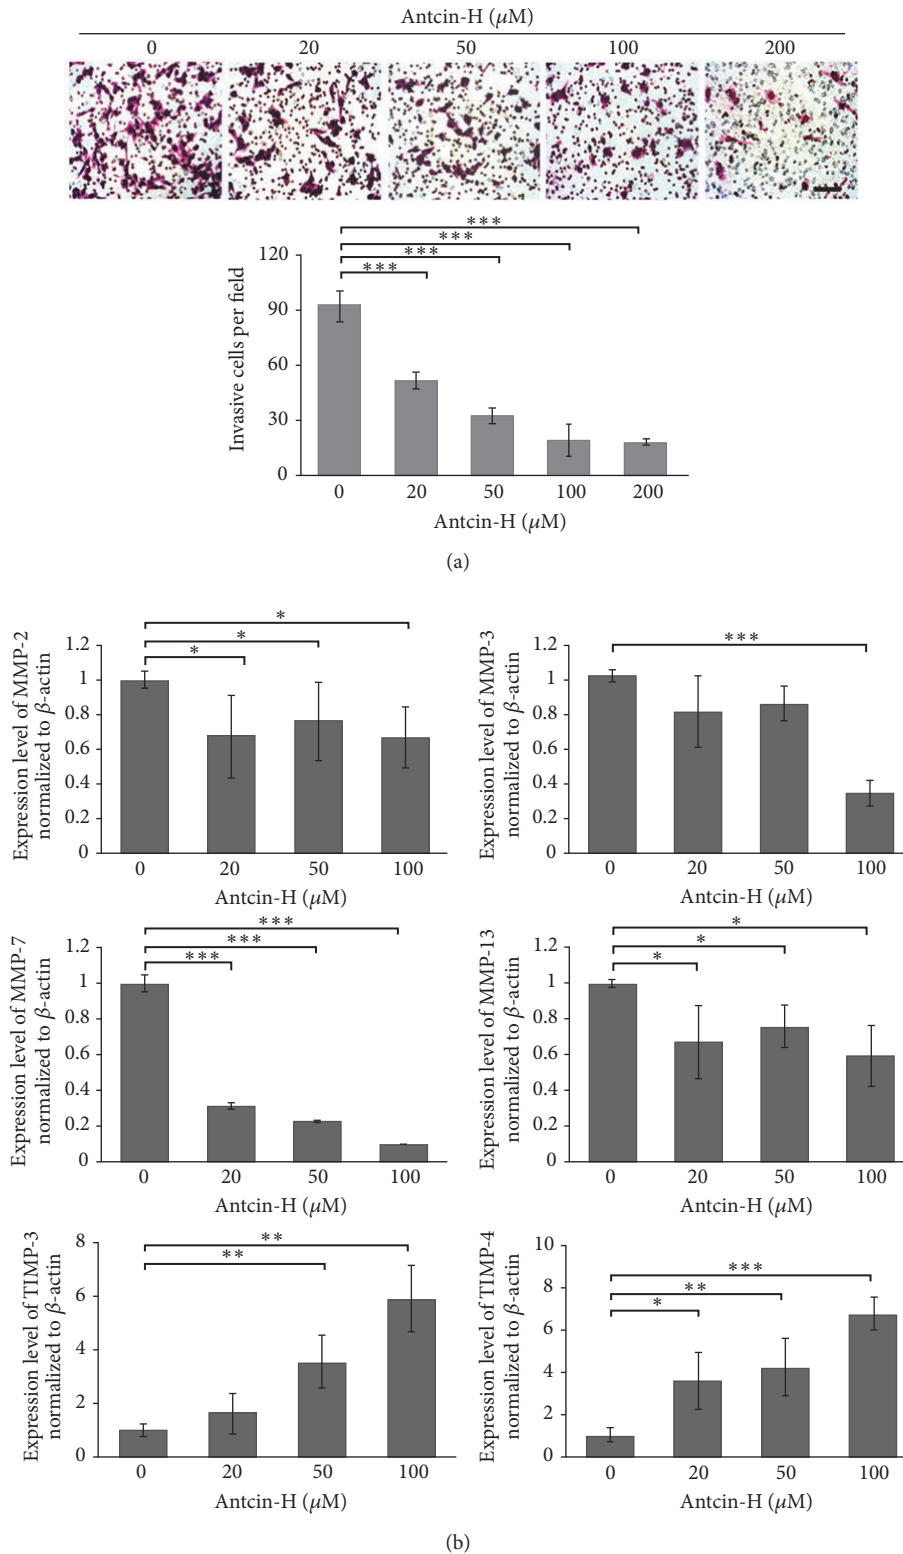 Antcin-H (μM)
0 20 50 100 200
***
***
***
***
120
90
60
30
0
Invasive cells per field
0 20 50 100 200
Antcin-H (μM)
(a)
*
*
*
1.2
1
0.8
0.6
0.4
0.2
0
Expression level of MMP-2
normalized to β-actin
0 20 50 100
Antcin-H (μM)
***
1.2
1
0.8
0.6
0.4
0.2
0
Expression level of MMP-3
normalized to β-actin
0 20 50 100
Antcin-H (μM)
***
***
***
1.2
1
0.8
0.6
0.4
0.2
0
Expression level of MMP-7
normalized to β-actin
0 20 50 100
Antcin-H (μM)
*
*
*
1.2
1
0.8
0.6
0.4
0.2
0
Expression level of MMP-13
normalized to β-actin
0 20 50 100
Antcin-H (μM)
**
**
8
6
4
2
0
Expression level of TIMP-3
normalized to β-actin
0 20 50 100
Antcin-H (μM)
***
**
*
10
8
6
4
2
0
Expression level of TIMP-4
normalized to β-actin
0 20 50 100
Antcin-H (μM)
(b)